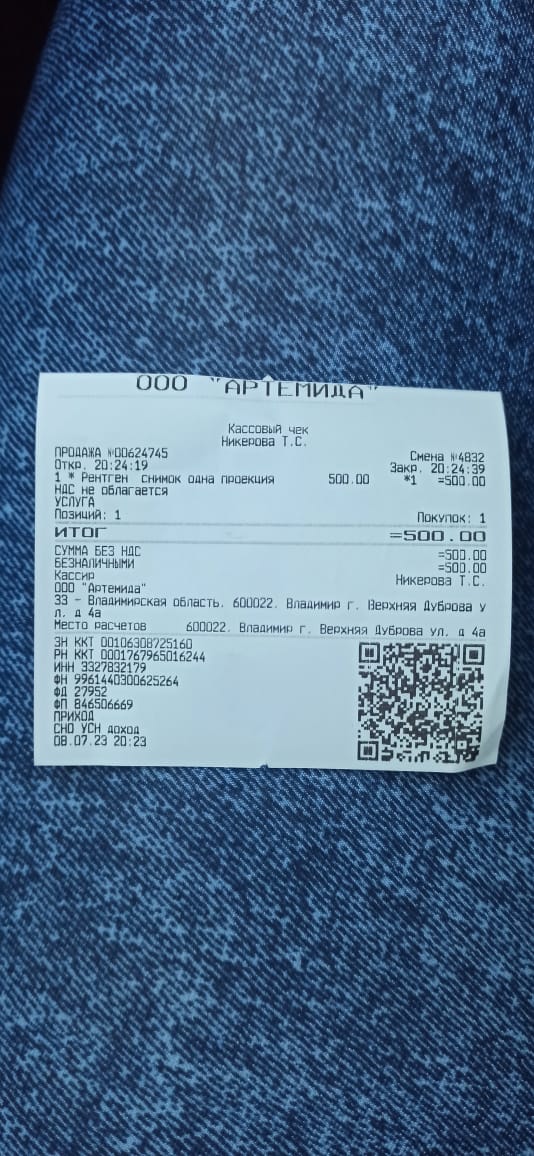 ООО "АРТЕМИДА"
Кассовый чек
Никерова Т.С.
ПРОДАЖА №00624745 Смена №4832
Откр. 20:24:19 Закр. 20:24:39
1 * Рентген снимок одна проекция 500.00 *1 =500.00
НДС не облагается
УСЛУГА
Позиций: 1 Покупок: 1
ИТОГ =500.00
СУММА БЕЗ НДС =500.00
БЕЗНАЛИЧНЫМИ =500.00
Кассир Никерова Т.С.
ООО "Артемида"
33 - Владимирская область. 600022. Владимир г. Верхняя Дуброва у
л. д 4а
Место расчетов 600022. Владимир г. Верхняя Дуброва ул. д 4а
ЗН ККТ 00106308725160
РН ККТ 0001767965016244
ИНН 3327832179
ФН 9961440300625264
ФД 27952
ФП 846506669
ПРИХОД
СНО УСН доход
08.07.23 20:23